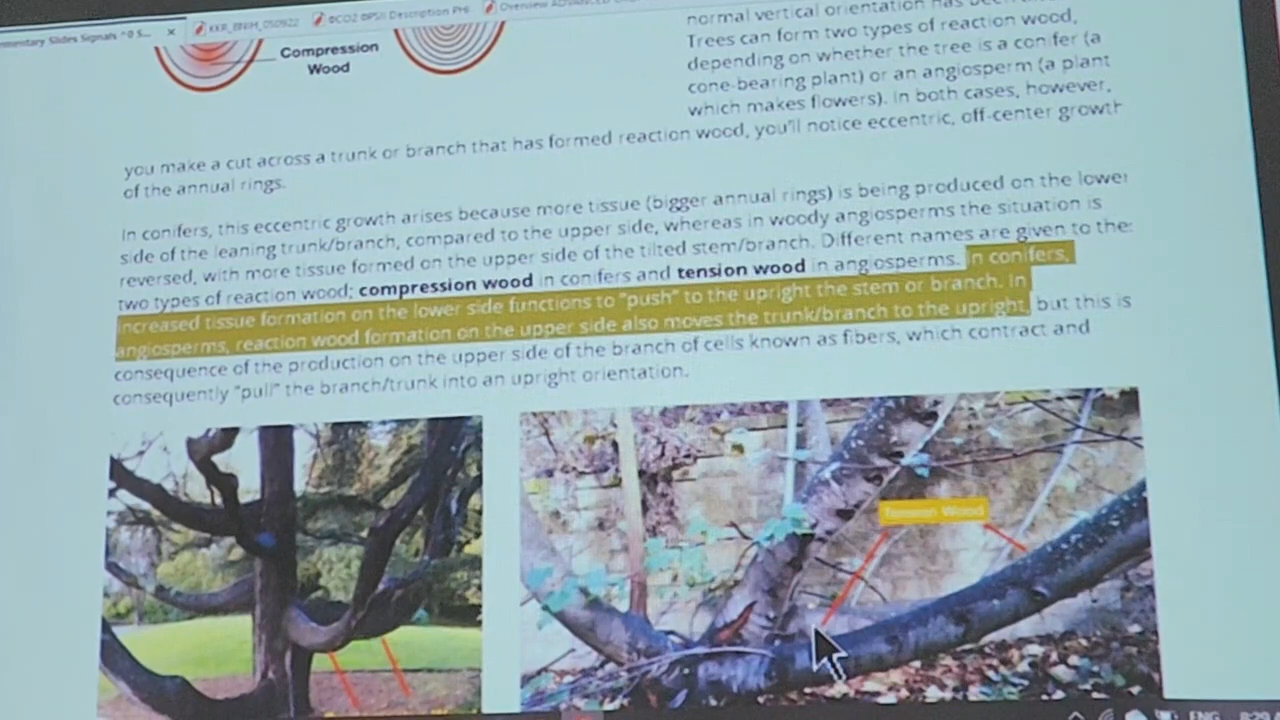 Compression
Wood
normal vertical orientation has been
Trees can form two types of reaction wood,
depending on whether the tree is a conifer (a
cone-bearing plant) or an angiosperm (a plant
which makes flowers). In both cases, however,
you make a cut across a trunk or branch that has formed reaction wood, you'll notice eccentric, off-center growth
of the annual rings.
In conifers, this eccentric growth arises because more tissue (bigger annual rings) is being produced on the lower
side of the leaning trunk/branch, compared to the upper side, whereas in woody angiosperms the situation is
reversed, with more tissue formed on the upper side of the tilted stem/branch. Different names are given to the
two types of reaction wood; compression wood in conifers and tension wood in angiosperms. In conifers,
increased tissue formation on the lower side functions to "push" to the upright the stem or branch. In
angiosperms, reaction wood formation on the upper side also moves the trunk/branch to the upright, but this is
consequence of the production on the upper side of the branch of cells known as fibers, which contract and
consequently "pull" the branch/trunk into an upright orientation.
Tension Wood
ENG